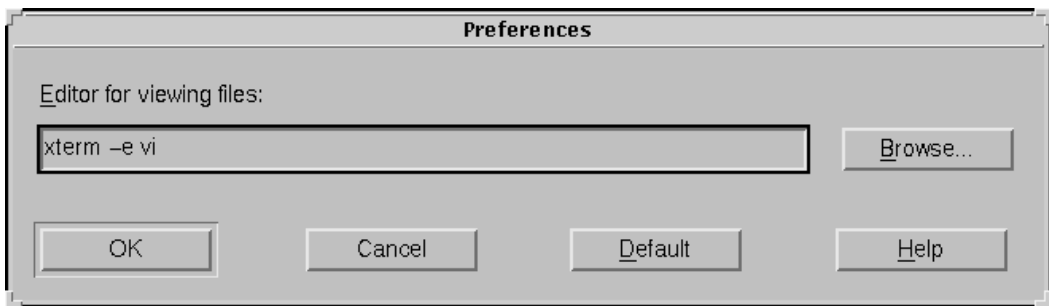 Preferences
Editor for viewing files:
xterm –e vi
Browse...
OK
Cancel
Default
Help